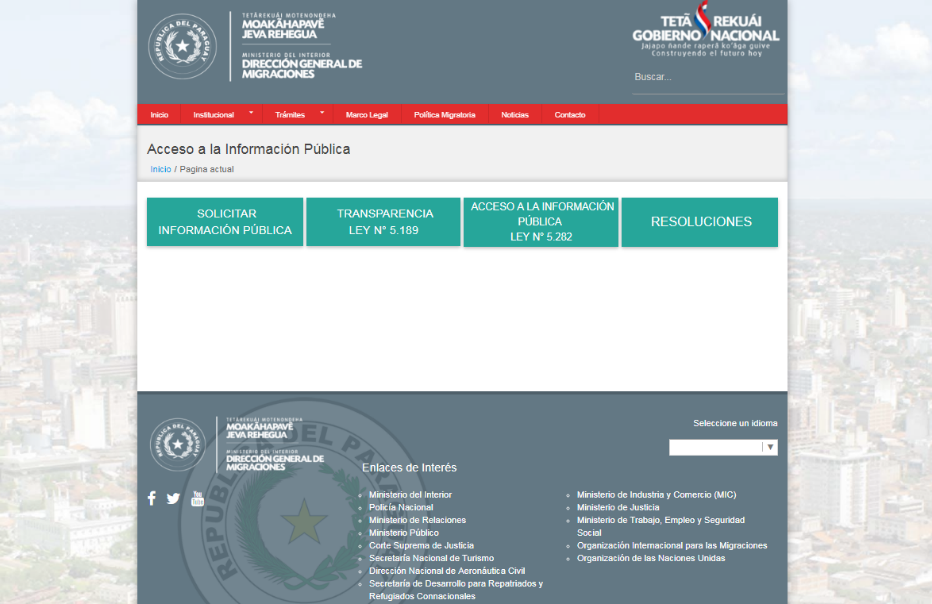 REPUBLICA DEL PARAGUAY
TETÃREKUÁI MOTENONDEHA
MOAKÃHAPAVẼ
JEVA REHEGUA
MINISTERIO DEL INTERIOR
DIRECCIÓN GENERAL DE
MIGRACIONES
TETÃ REKUÁI
GOBIERNO NACIONAL
Jajapo ñande raperã ko'ãga guive
Construyendo el futuro hoy
Buscar...
Inicio Institucional Trámites Marco Legal Política Migratoria Noticias Contacto
Acceso a la Información Pública
Inicio / Pagina actual
SOLICITAR
INFORMACIÓN PÚBLICA
TRANSPARENCIA
LEY N° 5.189
ACCESO A LA INFORMACIÓN
PÚBLICA
LEY N° 5.282
RESOLUCIONES
REPUBLICA DEL PARAGUAY
TETÃREKUÁI MOTENONDEHA
MOAKÃHAPAVẼ
JEVA REHEGUA
MINISTERIO DEL INTERIOR
DIRECCIÓN GENERAL DE
MIGRACIONES
Seleccione un idioma
Enlaces de Interés
Ministerio del Interior
Policía Nacional
Ministerio de Relaciones
Ministerio Público
Corte Suprema de Justicia
Secretaría Nacional de Turismo
Dirección Nacional de Aeronáutica Civil
Secretaría de Desarrollo para Repatriados y
Refugiados Connacionales
Ministerio de Industria y Comercio (MIC)
Ministerio de Justicia
Ministerio de Trabajo, Empleo y Seguridad
Social
Organización Internacional para las Migraciones
Organización de las Naciones Unidas